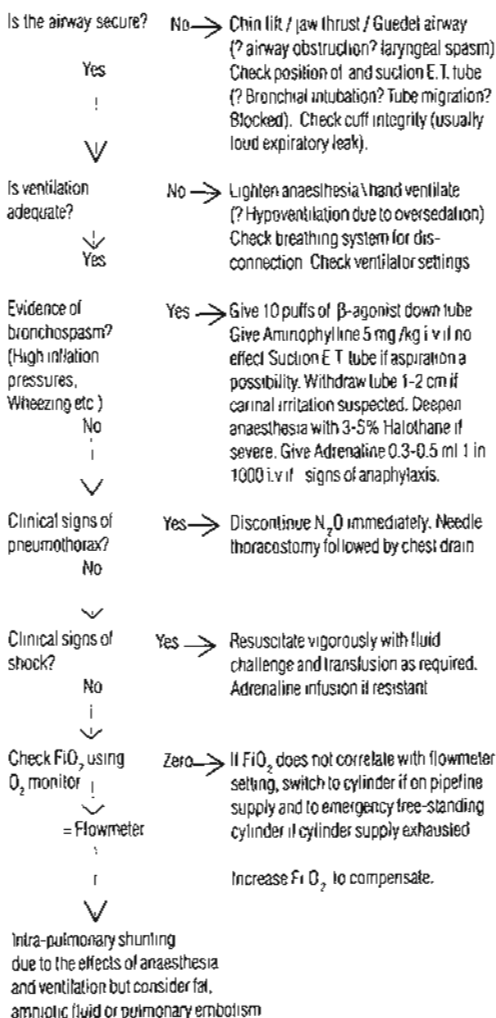 Is the airway secure?
No
Chin lift / jaw thrust / Guedel airway
(? airway obstruction? laryngeal spasm)
Check position of and suction E.T. tube
(? Bronchial intubation? Tube migration?
Blocked). Check cuff integrity (usually
loud expiratory leak).
Yes
Is ventilation
adequate?
No
Lighten anaesthesia\hand ventilate
(? Hypoventilation due to oversedation)
Check breathing system for dis-
connection Check ventilator settings
Yes
Evidence of
bronchospasm?
(High inflation
pressures,
Wheezing etc )
Yes
Give 10 puffs of β-agonist down tube
Give Aminophylline 5 mg /kg i v if no
effect Suction E T tube if aspiration a
possibility. Withdraw tube 1-2 cm if
carinal irritation suspected. Deepen
anaesthesia with 3-5% Halothane if
severe. Give Adrenaline 0.3-0.5 ml 1 in
1000 i.v if signs of anaphylaxis.
No
Clinical signs of
pneumothorax?
Yes
Discontinue N₂O immediately. Needle
thoracostomy followed by chest drain
No
Clinical signs of
shock?
Yes
Resuscitate vigorously with fluid
challenge and transfusion as required.
Adrenaline infusion if resistant
No
Check FiO₂ using
O₂ monitor
Zero
If FiO₂ does not correlate with flowmeter
setting, switch to cylinder if on pipeline
supply and to emergency free-standing
cylinder if cylinder supply exhausted
= Flowmeter
Increase Fi O₂ to compensate.
Intra-pulmonary shunting
due to the effects of anaesthesia
and ventilation but consider fat,
amniotic fluid or pulmonary embolism